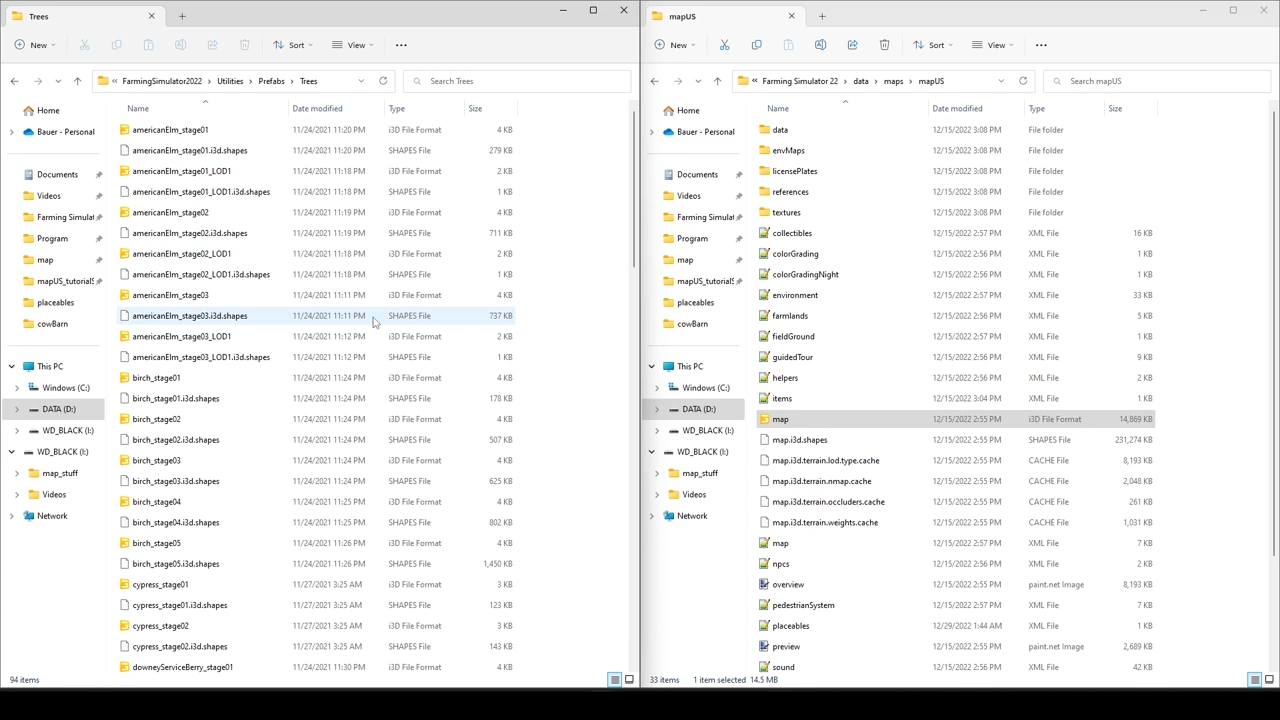 Trees
New
Sort
View
« FarmingSimulator2022 > Utilities > Prefabs > Trees
Search Trees
Name Date modified Type Size
Home
Bauer - Personal
Documents
Videos
Farming Simulat
Program
map
mapUS_tutorialS
placeables
cowBarn
This PC
Windows (C:)
DATA (D:)
WD_BLACK (I:)
WD_BLACK (I:)
map_stuff
Videos
Network
americanElm_stage01 11/24/2021 11:20 PM i3D File Format 4 KB
americanElm_stage01.i3d.shapes 11/24/2021 11:20 PM SHAPES File 279 KB
americanElm_stage01_LOD1 11/24/2021 11:18 PM i3D File Format 2 KB
americanElm_stage01_LOD1.i3d.shapes 11/24/2021 11:18 PM SHAPES File 1 KB
americanElm_stage02 11/24/2021 11:19 PM i3D File Format 4 KB
americanElm_stage02.i3d.shapes 11/24/2021 11:19 PM SHAPES File 711 KB
americanElm_stage02_LOD1 11/24/2021 11:18 PM i3D File Format 2 KB
americanElm_stage02_LOD1.i3d.shapes 11/24/2021 11:18 PM SHAPES File 1 KB
americanElm_stage03 11/24/2021 11:11 PM i3D File Format 4 KB
americanElm_stage03.i3d.shapes 11/24/2021 11:11 PM SHAPES File 737 KB
americanElm_stage03_LOD1 11/24/2021 11:12 PM i3D File Format 2 KB
americanElm_stage03_LOD1.i3d.shapes 11/24/2021 11:12 PM SHAPES File 1 KB
birch_stage01 11/24/2021 11:24 PM i3D File Format 4 KB
birch_stage01.i3d.shapes 11/24/2021 11:24 PM SHAPES File 178 KB
birch_stage02 11/24/2021 11:24 PM i3D File Format 4 KB
birch_stage02.i3d.shapes 11/24/2021 11:24 PM SHAPES File 507 KB
birch_stage03 11/24/2021 11:24 PM i3D File Format 4 KB
birch_stage03.i3d.shapes 11/24/2021 11:24 PM SHAPES File 625 KB
birch_stage04 11/24/2021 11:25 PM i3D File Format 4 KB
birch_stage04.i3d.shapes 11/24/2021 11:25 PM SHAPES File 802 KB
birch_stage05 11/24/2021 11:26 PM i3D File Format 4 KB
birch_stage05.i3d.shapes 11/24/2021 11:26 PM SHAPES File 1,450 KB
cypress_stage01 11/27/2021 3:25 AM i3D File Format 3 KB
cypress_stage01.i3d.shapes 11/27/2021 3:25 AM SHAPES File 123 KB
cypress_stage02 11/27/2021 3:25 AM i3D File Format 3 KB
cypress_stage02.i3d.shapes 11/27/2021 3:25 AM SHAPES File 143 KB
downeyServiceBerry_stage01 11/24/2021 11:30 PM i3D File Format 4 KB
94 items
mapUS
New
Sort
View
« Farming Simulator 22 > data > maps > mapUS
Search mapUS
Name Date modified Type Size
Home
Bauer - Personal
Documents
Videos
Farming Simulat
Program
map
mapUS_tutorialS
placeables
cowBarn
This PC
Windows (C:)
DATA (D:)
WD_BLACK (I:)
WD_BLACK (I:)
map_stuff
Videos
Network
data 12/15/2022 3:08 PM File folder
envMaps 12/15/2022 3:08 PM File folder
licensePlates 12/15/2022 3:08 PM File folder
references 12/15/2022 3:08 PM File folder
textures 12/15/2022 3:08 PM File folder
collectibles 12/15/2022 2:57 PM XML File 16 KB
colorGrading 12/15/2022 2:56 PM XML File 1 KB
colorGradingNight 12/15/2022 2:56 PM XML File 1 KB
environment 12/15/2022 2:57 PM XML File 33 KB
farmlands 12/15/2022 2:56 PM XML File 5 KB
fieldGround 12/15/2022 2:57 PM XML File 1 KB
guidedTour 12/15/2022 2:56 PM XML File 9 KB
helpers 12/15/2022 2:56 PM XML File 2 KB
items 12/15/2022 3:04 PM XML File 1 KB
map 12/15/2022 2:55 PM i3D File Format 14,869 KB
map.i3d.shapes 12/15/2022 2:55 PM SHAPES File 231,274 KB
map.i3d.terrain.lod.type.cache 12/15/2022 2:55 PM CACHE File 8,193 KB
map.i3d.terrain.nmap.cache 12/15/2022 2:56 PM CACHE File 2,048 KB
map.i3d.terrain.occluders.cache 12/15/2022 2:55 PM CACHE File 261 KB
map.i3d.terrain.weights.cache 12/15/2022 2:55 PM CACHE File 1,031 KB
map 12/15/2022 2:57 PM XML File 7 KB
npcs 12/15/2022 2:57 PM XML File 2 KB
overview 12/15/2022 2:55 PM paint.net Image 8,193 KB
pedestrianSystem 12/15/2022 2:57 PM XML File 7 KB
placeables 12/29/2022 1:44 AM XML File 1 KB
preview 12/15/2022 2:55 PM paint.net Image 2,689 KB
sound 12/15/2022 2:56 PM XML File 42 KB
33 items 1 item selected 14.5 MB